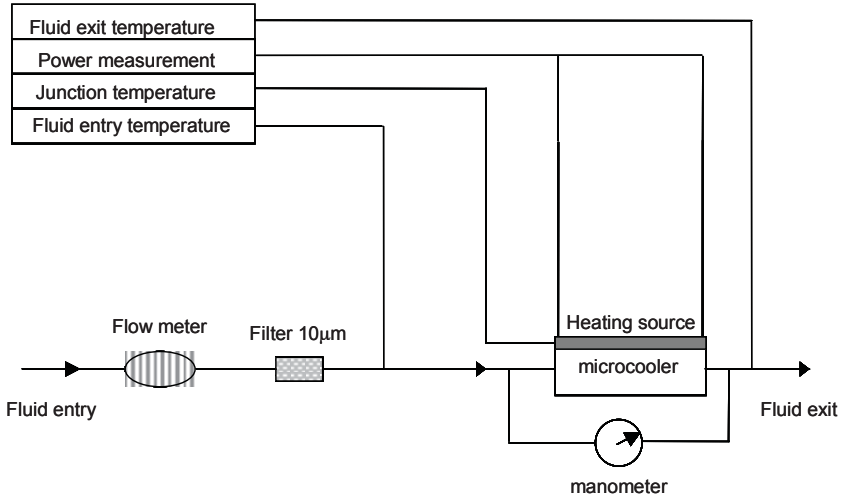 Fluid exit temperature
Power measurement
Junction temperature
Fluid entry temperature
Flow meter
Filter 10μm
Heating source
microcooler
Fluid entry
Fluid exit
manometer